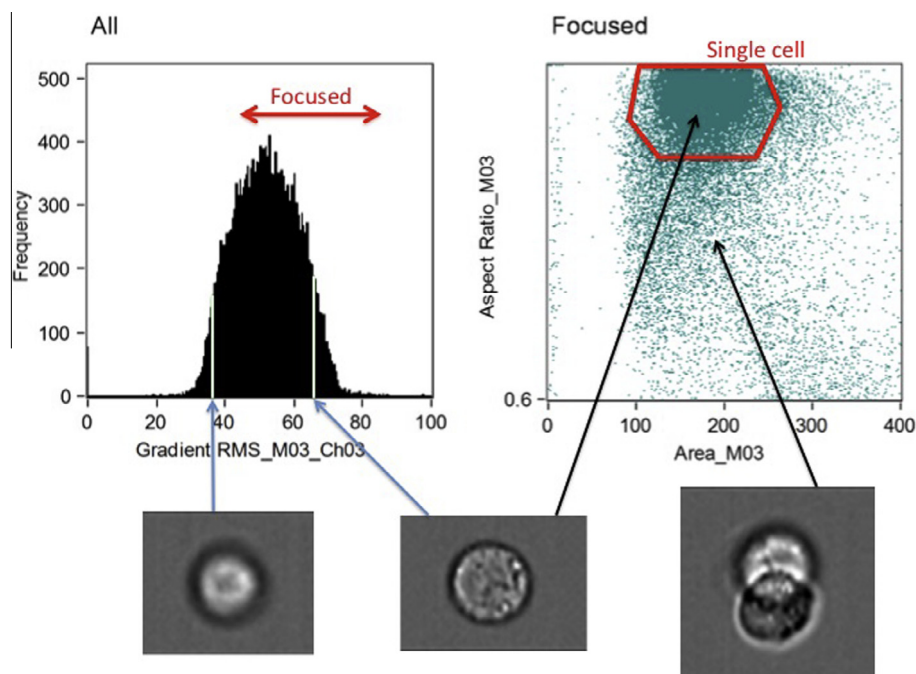 All
Focused
500
400
300
200
100
0
Frequency
0
20
40
60
80
100
Gradient RMS_M03_Ch03
Focused
Single cell
Aspect Ratio_M03
0.6
0
100
200
300
400
Area_M03